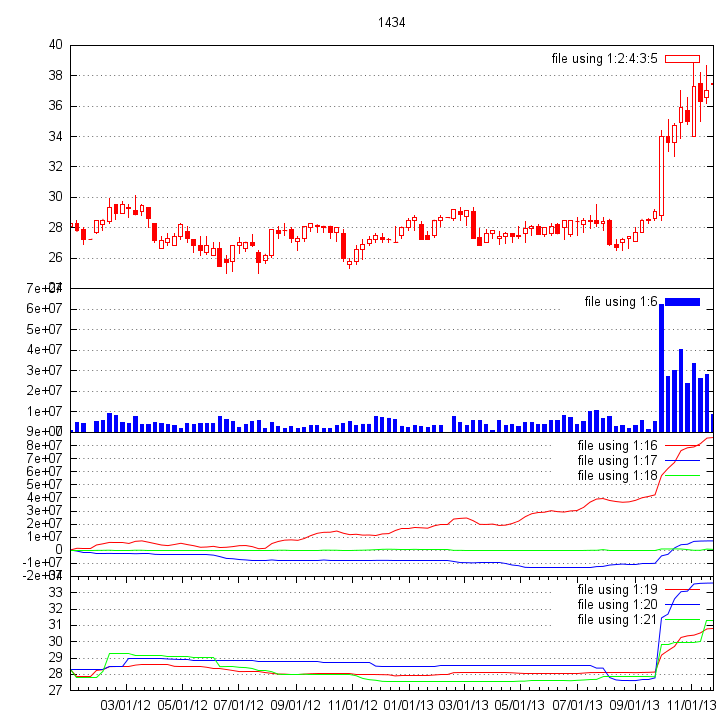 1434
40
file using 1:2:4:3:5
38
36
34
32
30
28
26
24
7e+07
file using 1:6
6e+07
5e+07
4e+07
3e+07
2e+07
1e+07
0
9e+07
8e+07
file using 1:16
7e+07
file using 1:17
6e+07
file using 1:18
5e+07
4e+07
3e+07
2e+07
1e+07
0
-1e+07
-2e+07
34
33
file using 1:19
32
file using 1:20
31
file using 1:21
30
29
28
27
03/01/12 05/01/12 07/01/12 09/01/12 11/01/12 01/01/13 03/01/13 05/01/13 07/01/13 09/01/13 11/01/13